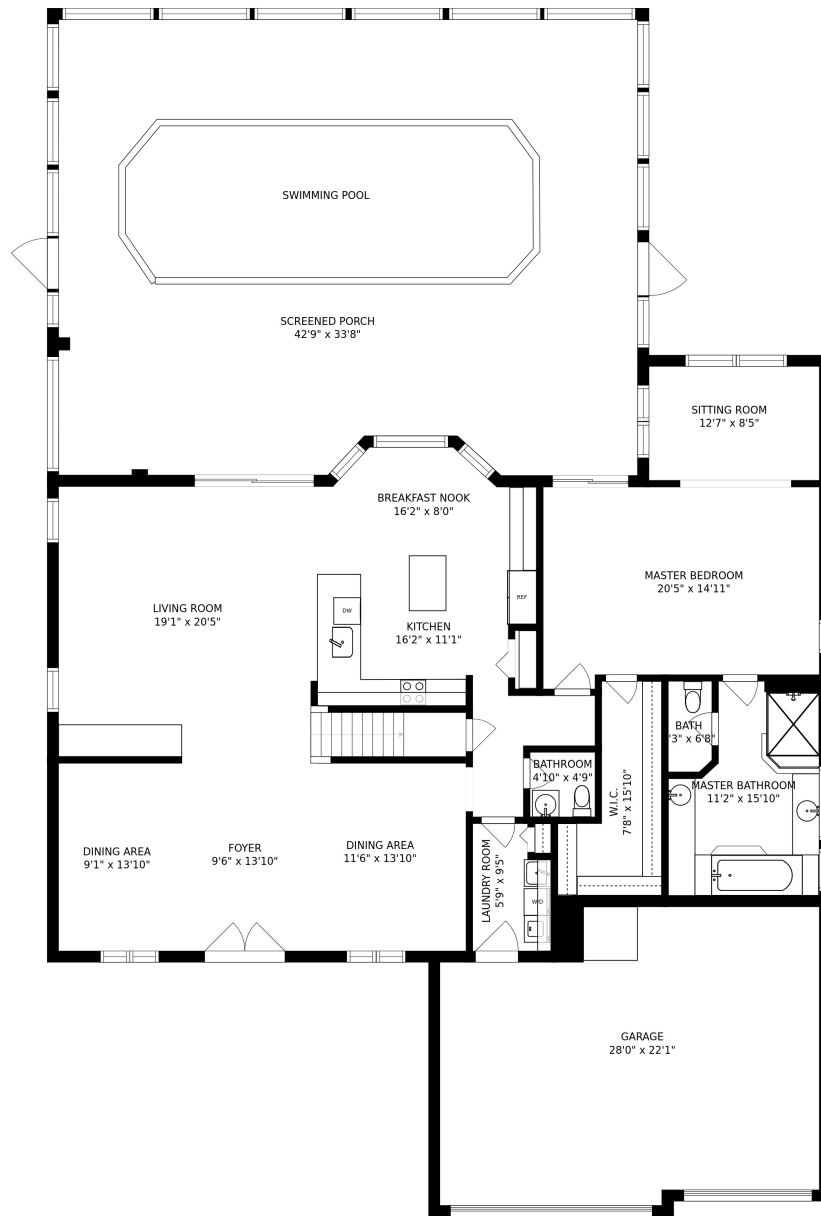 SWIMMING POOL
SCREENED PORCH
42'9" x 33'8"
SITTING ROOM
12'7" x 8'5"
BREAKFAST NOOK
16'2" x 8'0"
MASTER BEDROOM
20'5" x 14'11"
REF
LIVING ROOM
19'1" x 20'5"
DW
KITCHEN
16'2" x 11'1"
BATH
'3" x 6'8"
BATHROOM
4'10" x 4'9"
MASTER BATHROOM
11'2" x 15'10"
W.I.C.
7'8" x 15'10"
DINING AREA
9'1" x 13'10"
FOYER
9'6" x 13'10"
DINING AREA
11'6" x 13'10"
LAUNDRY ROOM
5'9" x 9'5"
W/D
GARAGE
28'0" x 22'1"